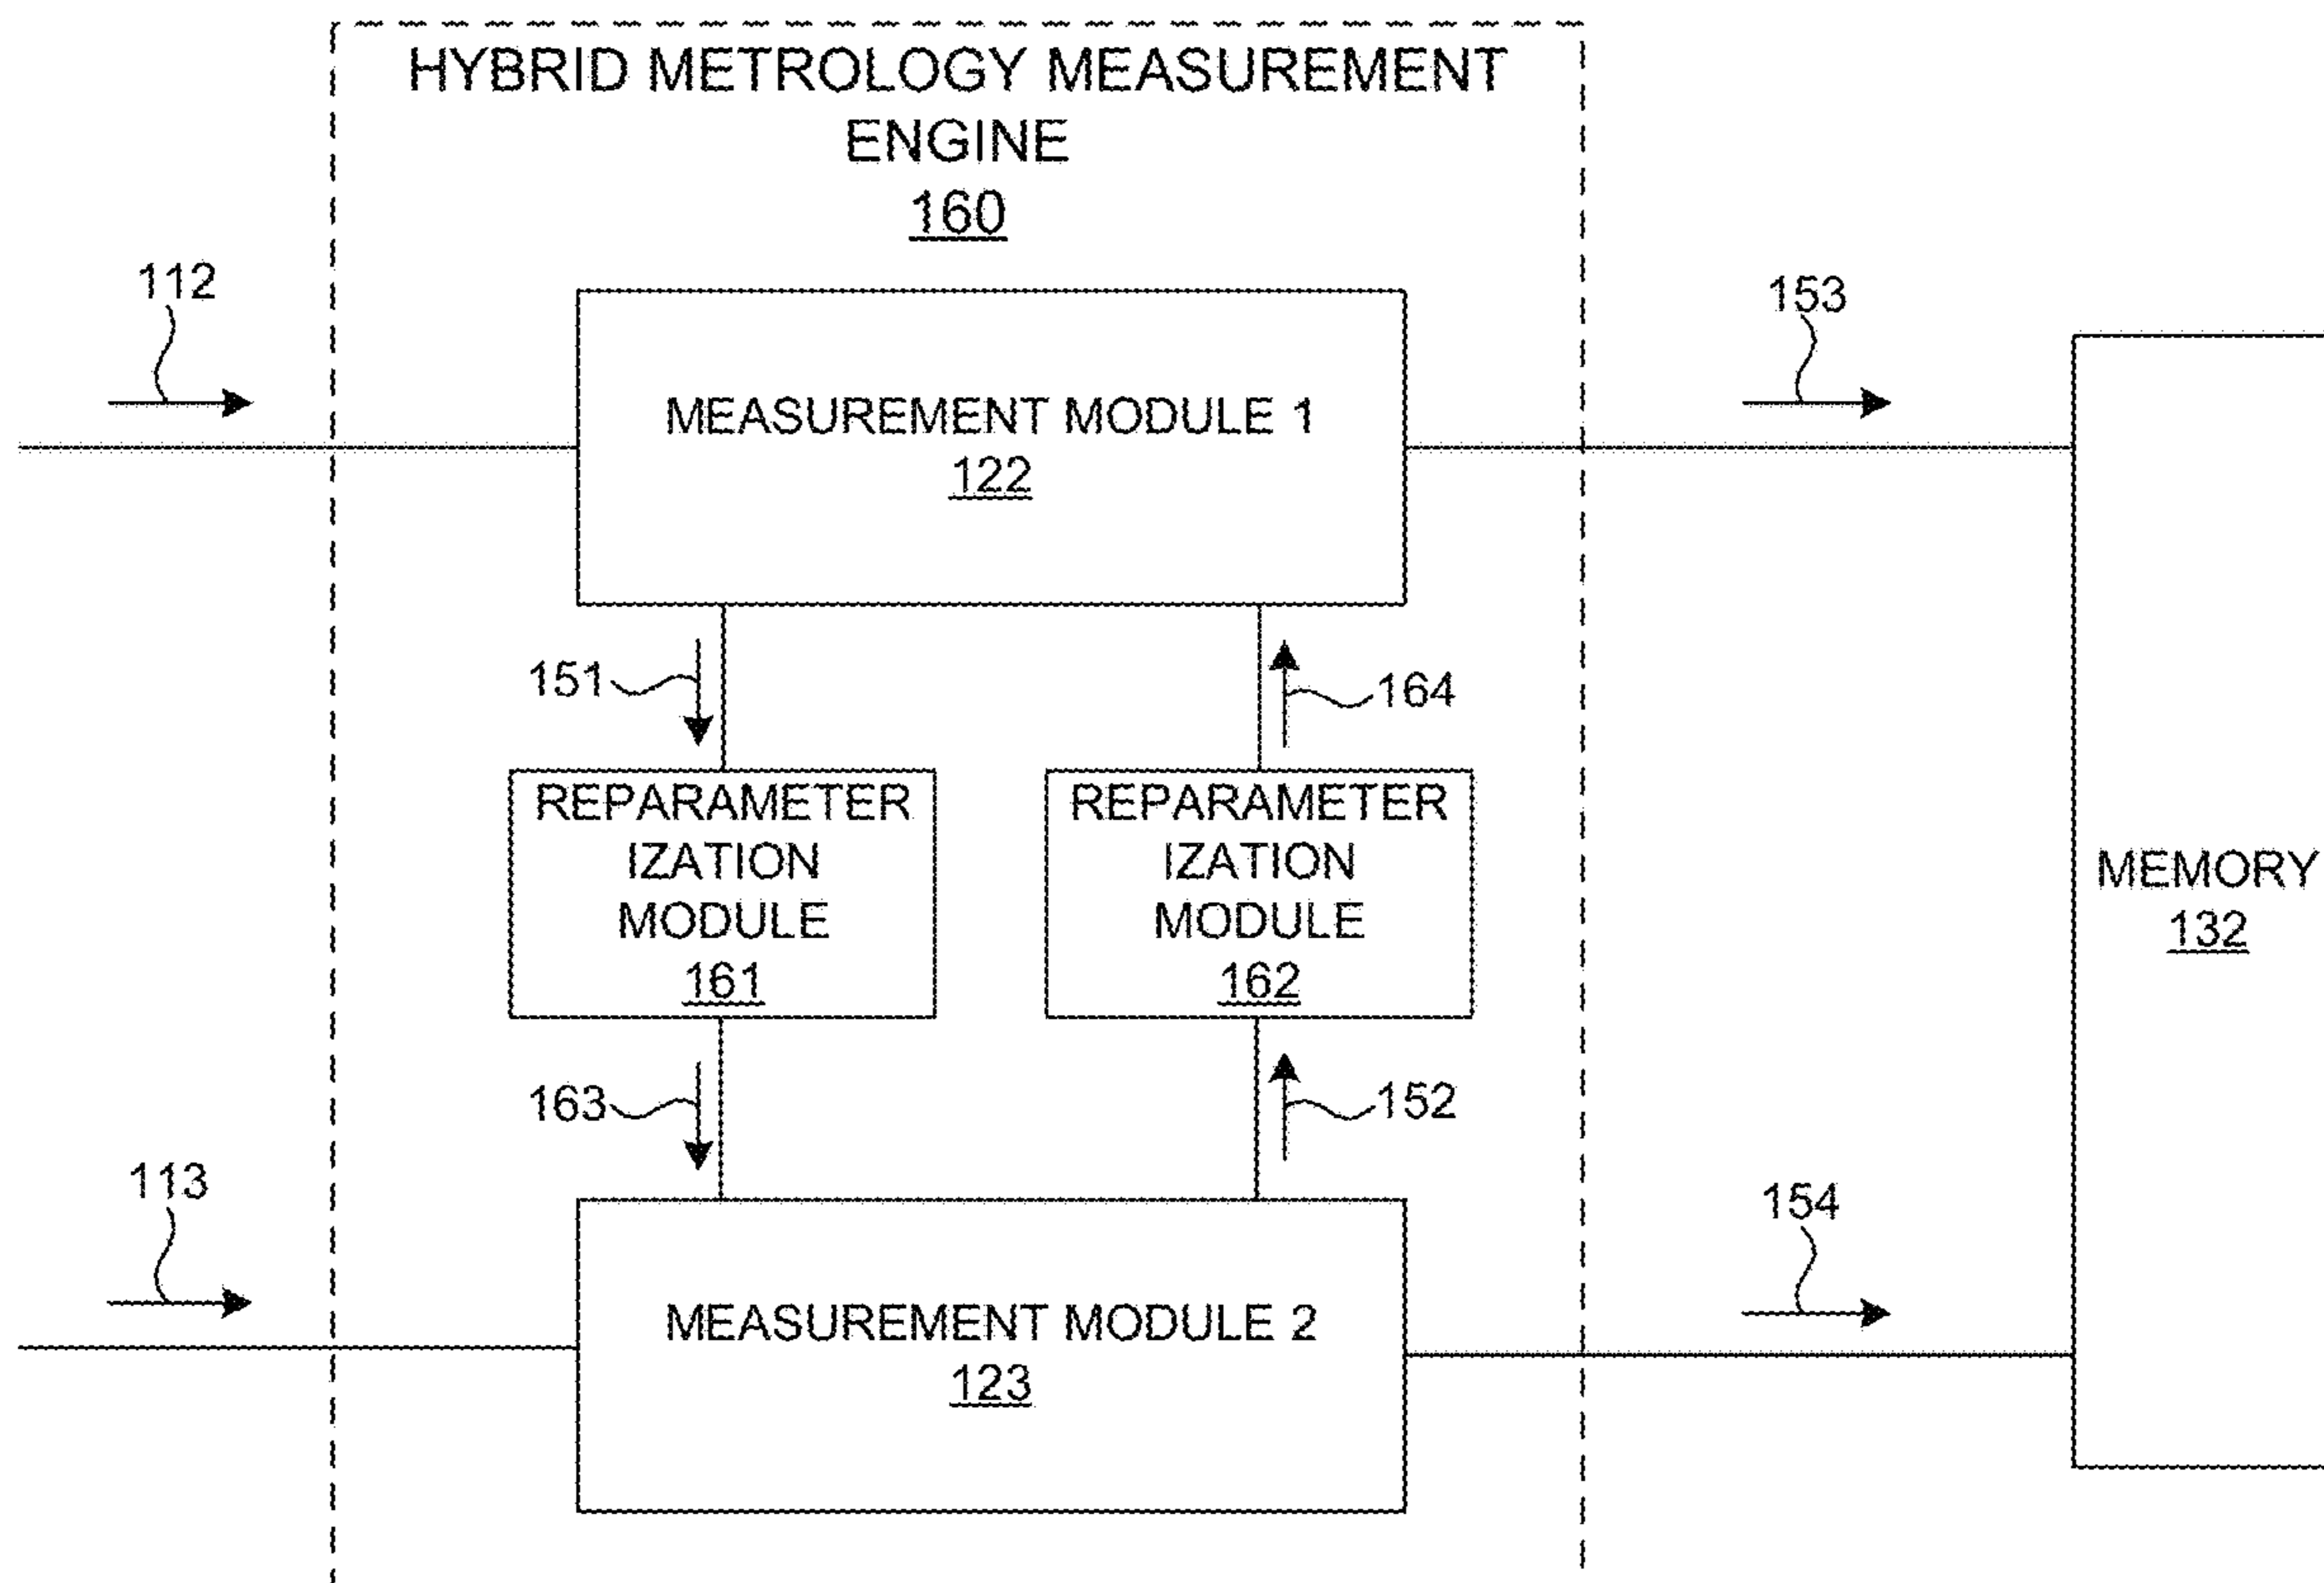 HYBRID METROLOGY MEASUREMENT
ENGINE
160
112
153
MEASUREMENT MODULE 1
122
151
164
REPARAMETER
IZATION
MODULE
161
REPARAMETER
IZATION
MODULE
162
MEMORY
132
163
152
113
154
MEASUREMENT MODULE 2
123